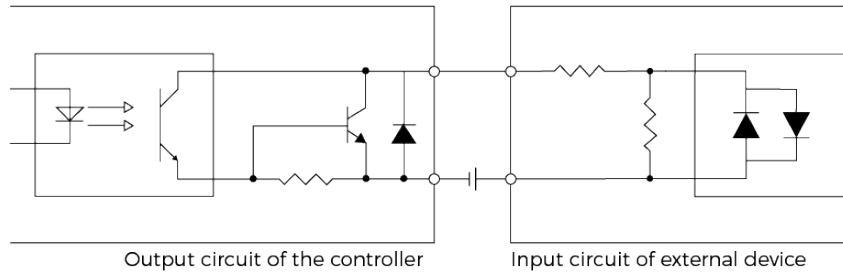 Output circuit of the controller
Input circuit of external device